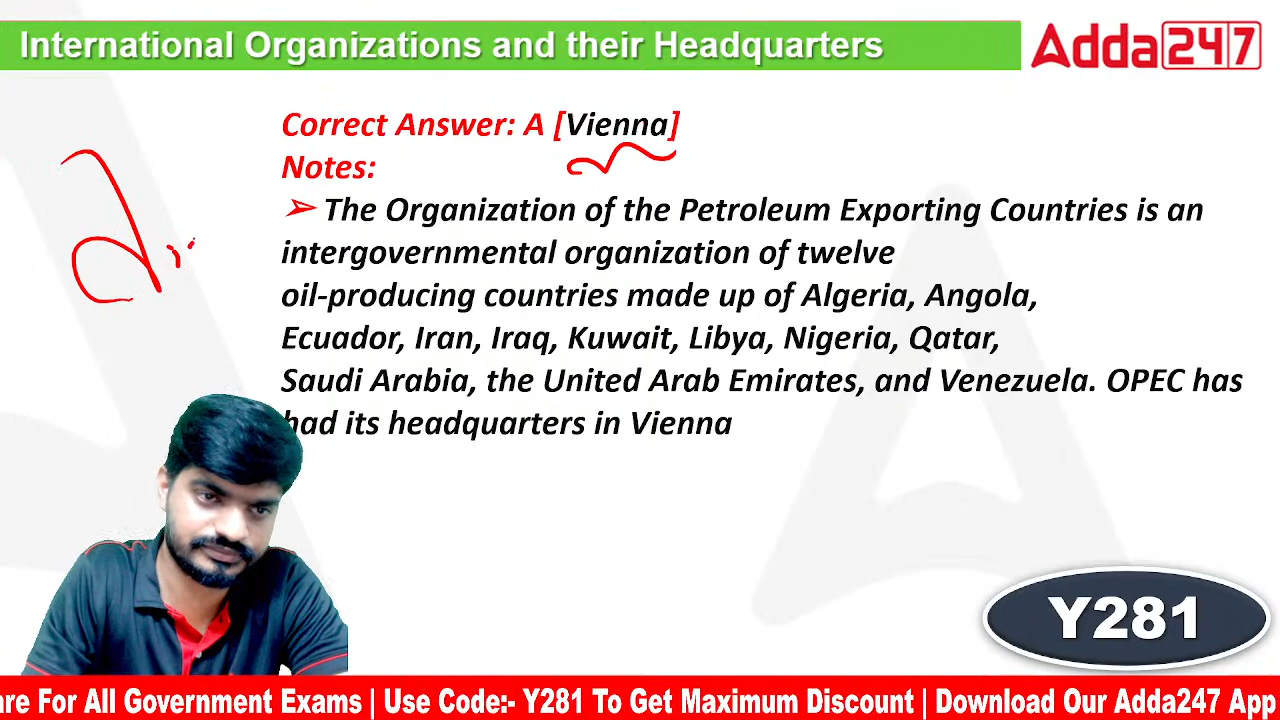 International Organizations and their Headquarters
Adda247
Correct Answer: A [Vienna]
Notes:
➢ The Organization of the Petroleum Exporting Countries is an
intergovernmental organization of twelve
oil-producing countries made up of Algeria, Angola,
Ecuador, Iran, Iraq, Kuwait, Libya, Nigeria, Qatar,
Saudi Arabia, the United Arab Emirates, and Venezuela. OPEC has
had its headquarters in Vienna
Y281
For All Government Exams | Use Code:- Y281 To Get Maximum Discount | Download Our Adda247 App